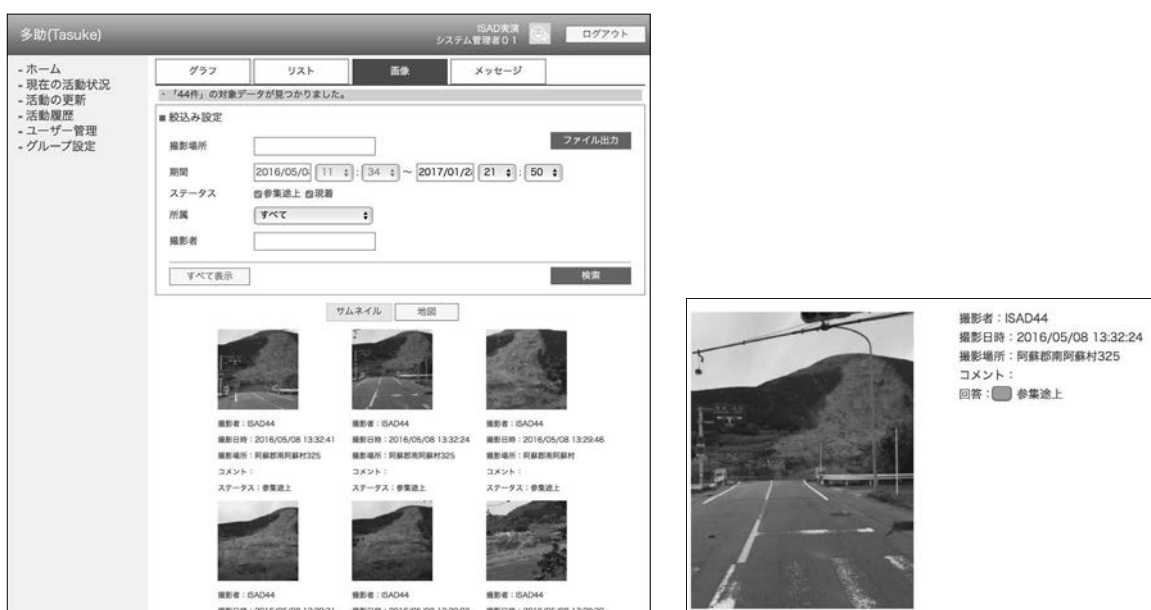 多助(Tasuke)
ISAD実演
システム管理者01
ログアウト
- ホーム
- 現在の活動状況
- 活動の更新
- 活動履歴
- ユーザー管理
- グループ設定
グラフ
リスト
画像
メッセージ
・「44件」の対象データが見つかりました。
■ 絞込み設定
ファイル出力
撮影場所
期間 2016/05/0 11 : 34 ~ 2017/01/2 21 : 50
ステータス 参集途上 現着
所属 すべて
撮影者
すべて表示
検索
サムネイル
地図
撮影者：ISAD44
撮影日時：2016/05/08 13:32:41
撮影場所：阿蘇郡南阿蘇村325
コメント：
ステータス：参集途上
撮影者：ISAD44
撮影日時：2016/05/08 13:32:24
撮影場所：阿蘇郡南阿蘇村325
コメント：
ステータス：参集途上
撮影者：ISAD44
撮影日時：2016/05/08 13:29:46
撮影場所：阿蘇郡南阿蘇村
コメント：
ステータス：参集途上
撮影者：ISAD44
撮影者：ISAD44
撮影者：ISAD44
撮影者：ISAD44
撮影日時：2016/05/08 13:32:24
撮影場所：阿蘇郡南阿蘇村325
コメント：
回答： 参集途上